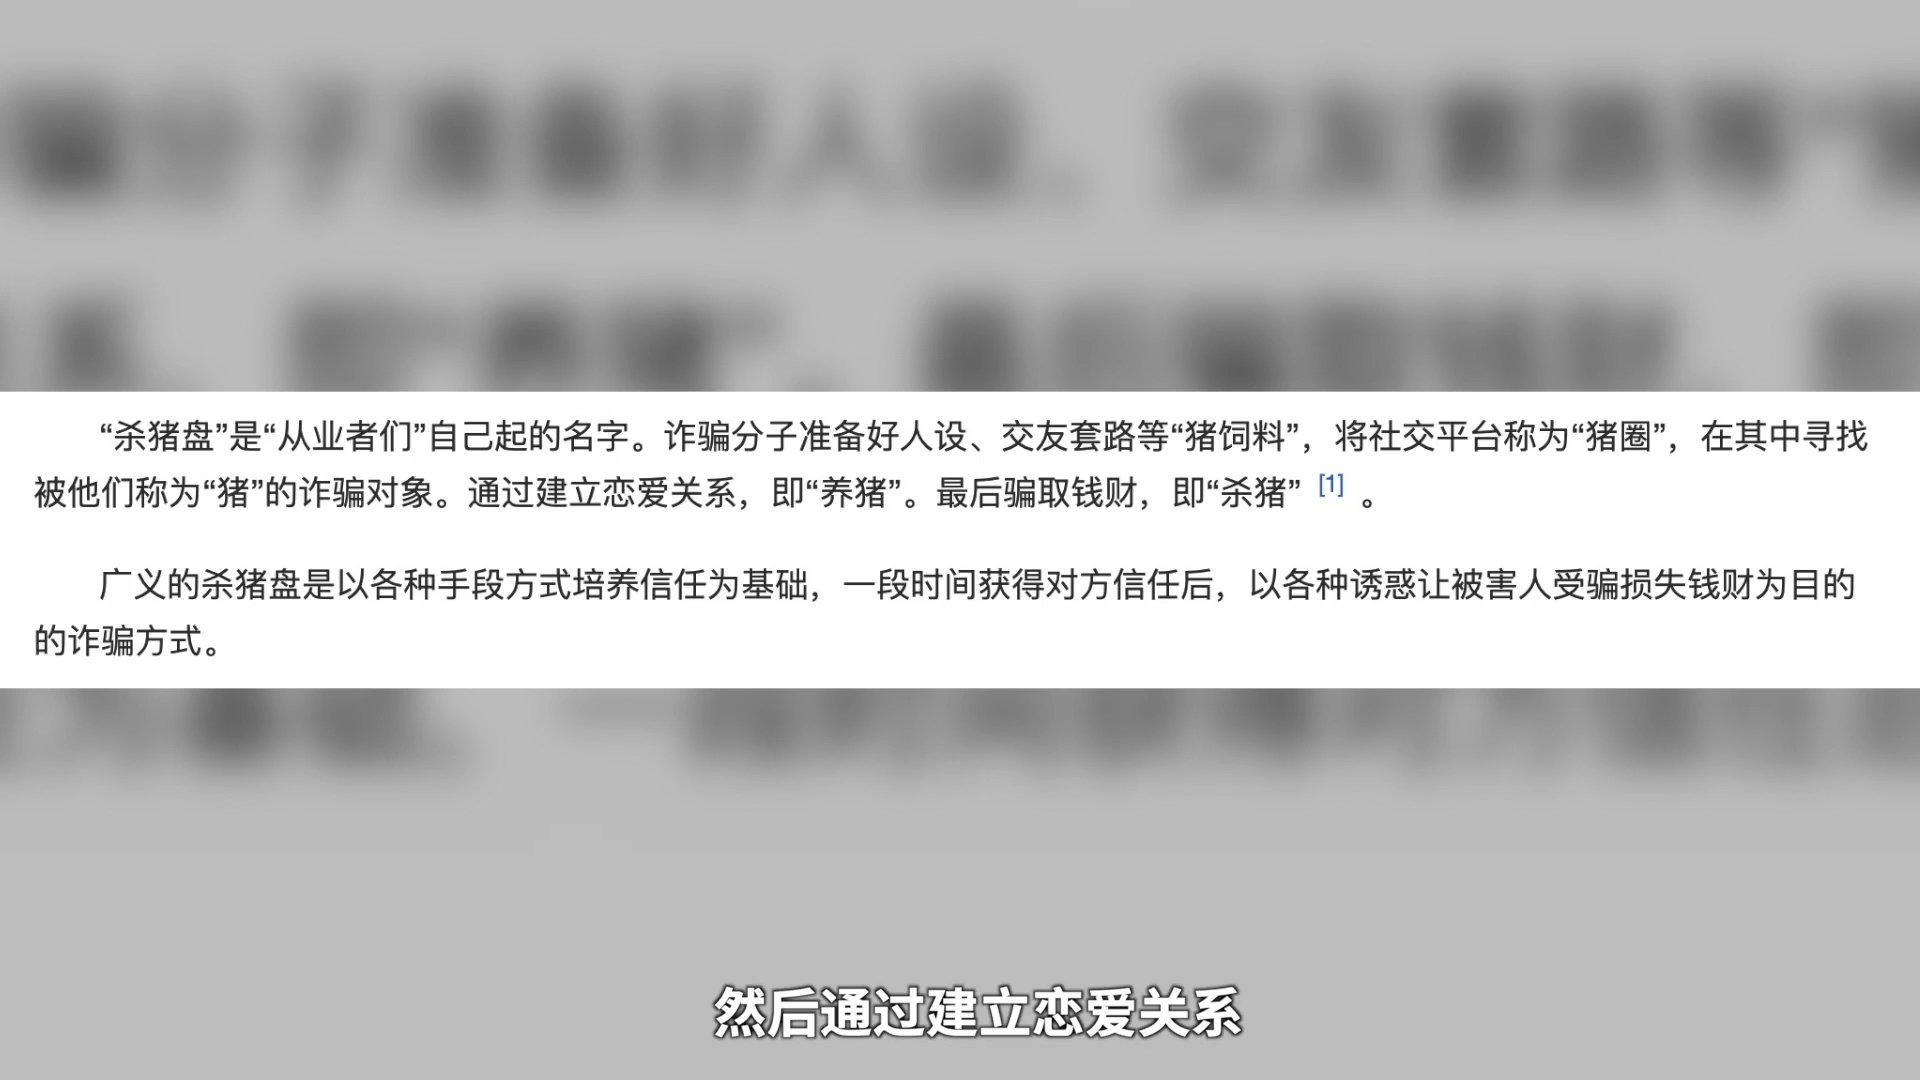 “杀猪盘”是“从业者们”自己起的名字。诈骗分子准备好人设、交友套路等“猪饲料”，将社交平台称为“猪圈”，在其中寻找
被他们称为“猪”的诈骗对象。通过建立恋爱关系，即“养猪”。最后骗取钱财，即“杀猪” [1] 。
广义的杀猪盘是以各种手段方式培养信任为基础，一段时间获得对方信任后，以各种诱惑让被害人受骗损失钱财为目的
的诈骗方式。
然后通过建立恋爱关系